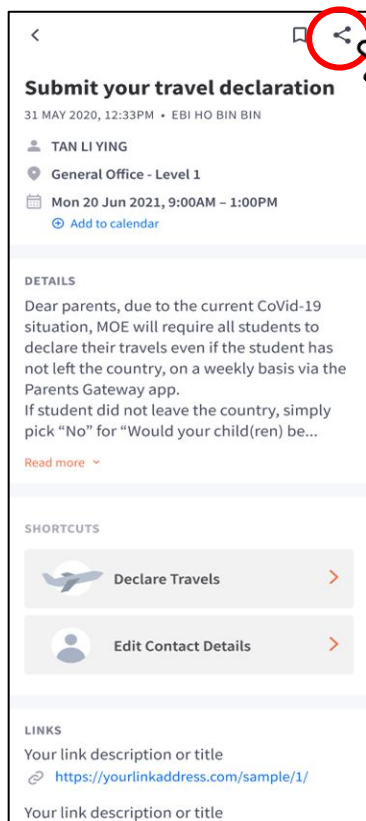 Submit your travel declaration
31 MAY 2020, 12:33PM • EBI HO BIN BIN
TAN LI YING
General Office - Level 1
Mon 20 Jun 2021, 9:00AM – 1:00PM
Add to calendar
DETAILS
Dear parents, due to the current CoVid-19
situation, MOE will require all students to
declare their travels even if the student has
not left the country, on a weekly basis via the
Parents Gateway app.
If student did not leave the country, simply
pick “No” for “Would your child(ren) be...
Read more
SHORTCUTS
Declare Travels
Edit Contact Details
LINKS
Your link description or title
https://yourlinkaddress.com/sample/1/
Your link description or title